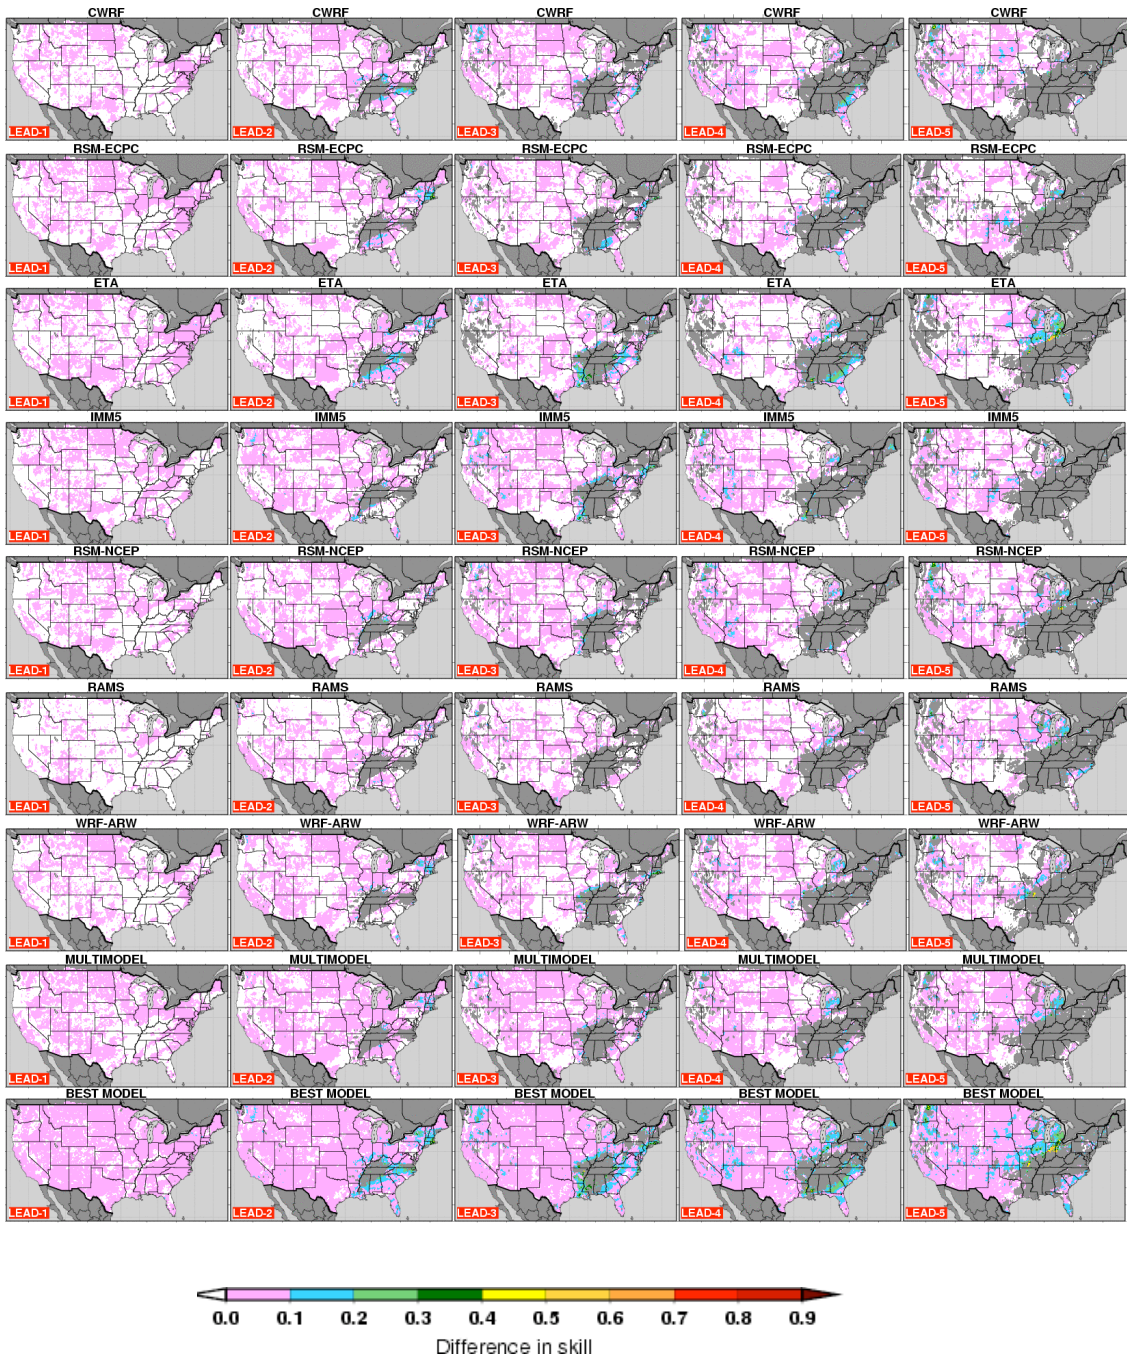 CWRF CWRF CWRF CWRF CWRF
LEAD-1 LEAD-2 LEAD-3 LEAD-4 LEAD-5
RSM-ECPC RSM-ECPC RSM-ECPC RSM-ECPC RSM-ECPC
LEAD-1 LEAD-2 LEAD-3 LEAD-4 LEAD-5
ETA ETA ETA ETA ETA
LEAD-1 LEAD-2 LEAD-3 LEAD-4 LEAD-5
IMM5 IMM5 IMM5 IMM5 IMM5
LEAD-1 LEAD-2 LEAD-3 LEAD-4 LEAD-5
RSM-NCEP RSM-NCEP RSM-NCEP RSM-NCEP RSM-NCEP
LEAD-1 LEAD-2 LEAD-3 LEAD-4 LEAD-5
RAMS RAMS RAMS RAMS RAMS
LEAD-1 LEAD-2 LEAD-3 LEAD-4 LEAD-5
WRF-ARW WRF-ARW WRF-ARW WRF-ARW WRF-ARW
LEAD-1 LEAD-2 LEAD-3 LEAD-4 LEAD-5
MULTIMODEL MULTIMODEL MULTIMODEL MULTIMODEL MULTIMODEL
LEAD-1 LEAD-2 LEAD-3 LEAD-4 LEAD-5
BEST MODEL BEST MODEL BEST MODEL BEST MODEL BEST MODEL
LEAD-1 LEAD-2 LEAD-3 LEAD-4 LEAD-5
0.0 0.1 0.2 0.3 0.4 0.5 0.6 0.7 0.8 0.9
Difference in skill